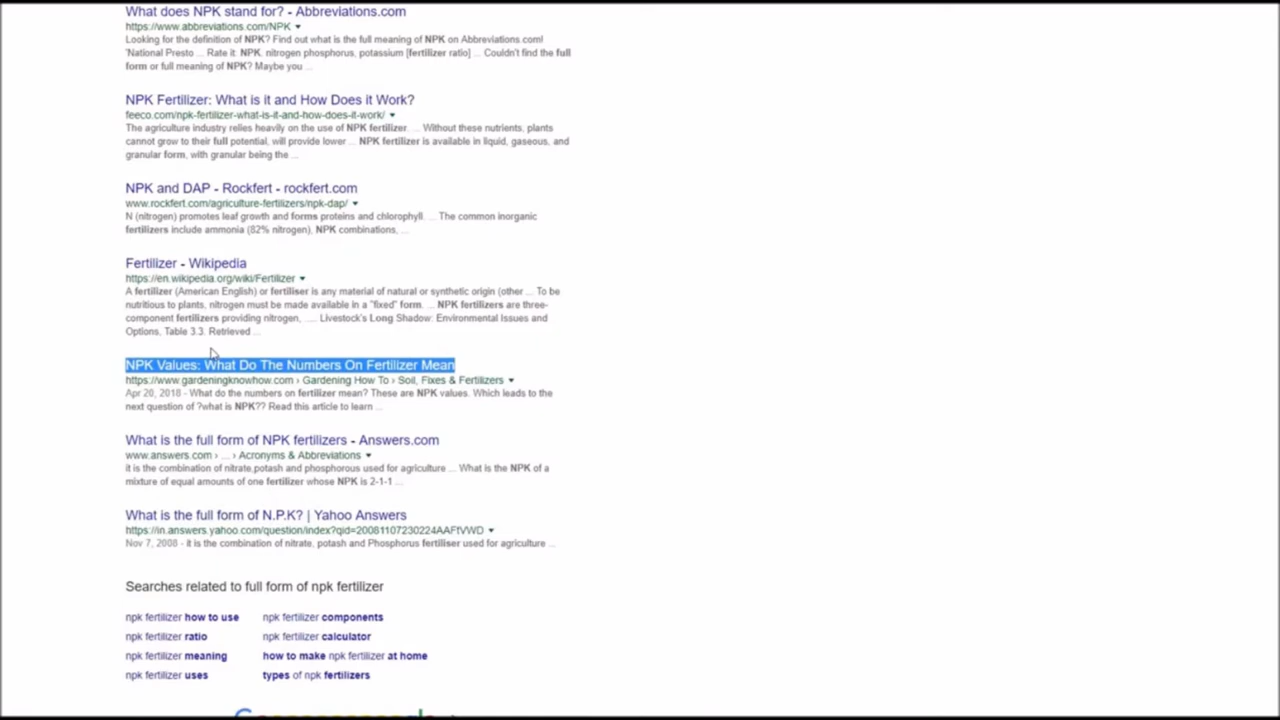 What does NPK stand for? - Abbreviations.com
https://www.abbreviations.com/NPK
Looking for the definition of NPK? Find out what is the full meaning of NPK on Abbreviations.com!
'National Presto ... Rate it: NPK. nitrogen phosphorus, potassium [fertilizer ratio] ... Couldn't find the full
form or full meaning of NPK? Maybe you ...
NPK Fertilizer: What is it and How Does it Work?
feeco.com/npk-fertilizer-what-is-it-and-how-does-it-work/
The agriculture industry relies heavily on the use of NPK fertilizer. ... Without these nutrients, plants
cannot grow to their full potential, will provide lower ... NPK fertilizer is available in liquid, gaseous, and
granular form, with granular being the ...
NPK and DAP - Rockfert - rockfert.com
www.rockfert.com/agriculture-fertilizers/npk-dap/
N (nitrogen) promotes leaf growth and forms proteins and chlorophyll. ... The common inorganic
fertilizers include ammonia (82% nitrogen), NPK combinations, ...
Fertilizer - Wikipedia
https://en.wikipedia.org/wiki/Fertilizer
A fertilizer (American English) or fertiliser is any material of natural or synthetic origin (other ... To be
nutritious to plants, nitrogen must be made available in a "fixed" form. ... NPK fertilizers are three-
component fertilizers providing nitrogen, ..... Livestock's Long Shadow: Environmental Issues and
Options, Table 3.3. Retrieved ...
NPK Values: What Do The Numbers On Fertilizer Mean
https://www.gardeningknowhow.com › Gardening How To › Soil, Fixes & Fertilizers
Apr 20, 2018 - What do the numbers on fertilizer mean? These are NPK values. Which leads to the
next question of ?what is NPK?? Read this article to learn ...
What is the full form of NPK fertilizers - Answers.com
www.answers.com › ... › Acronyms & Abbreviations
it is the combination of nitrate,potash and phosphorous used for agriculture ... What is the NPK of a
mixture of equal amounts of one fertilizer whose NPK is 2-1-1 ...
What is the full form of N.P.K? | Yahoo Answers
https://in.answers.yahoo.com/question/index?qid=20081107230224AAFtVWD
Nov 7, 2008 - it is the combination of nitrate, potash and Phosphorus fertiliser used for agriculture ...
Searches related to full form of npk fertilizer
npk fertilizer how to use npk fertilizer components
npk fertilizer ratio npk fertilizer calculator
npk fertilizer meaning how to make npk fertilizer at home
npk fertilizer uses types of npk fertilizers